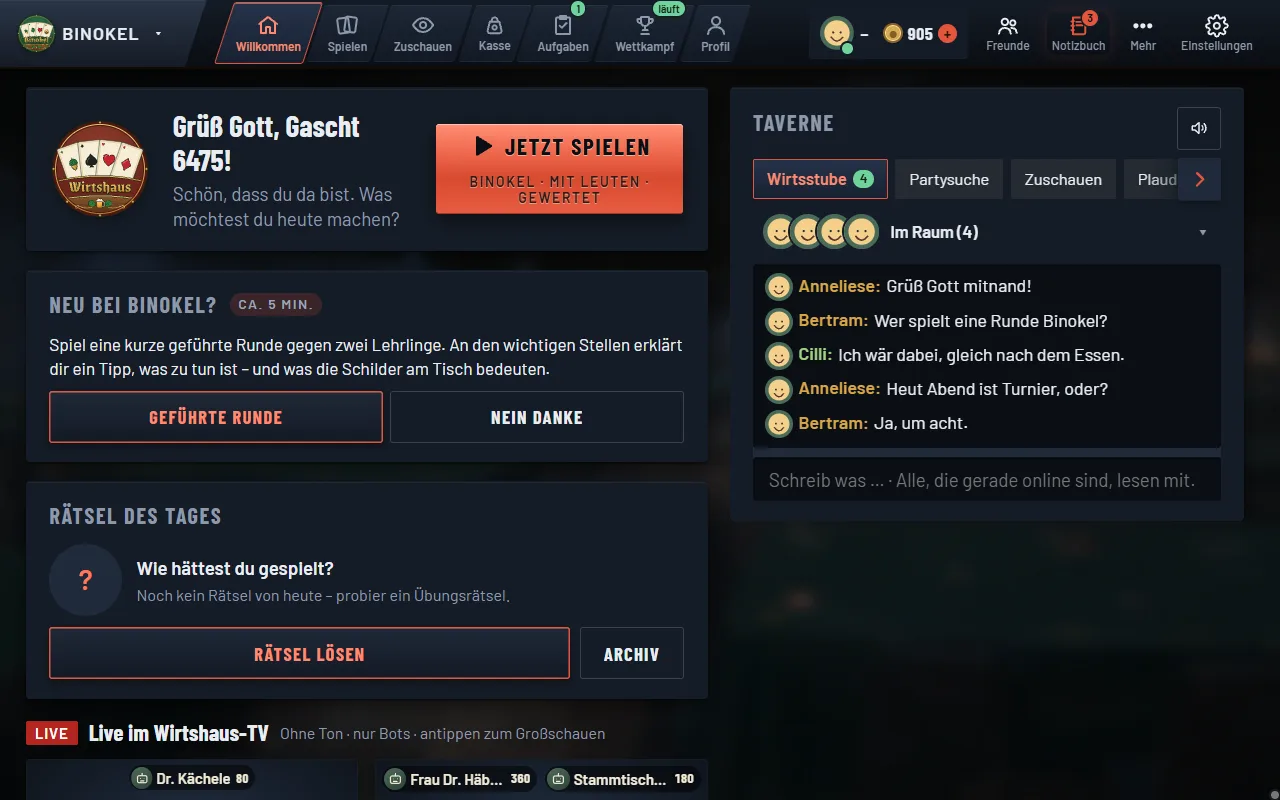 BINOKEL
Willkommen
Spielen
Zuschauen
Kasse
1
Aufgaben
läuft
Wettkampf
Profil
– 905 +
Freunde
3
Notizbuch
Mehr
Einstellungen
Wirtshaus
Grüß Gott, Gascht
6475!
Schön, dass du da bist. Was
möchtest du heute machen?
JETZT SPIELEN
BINOKEL · MIT LEUTEN ·
GEWERTET
NEU BEI BINOKEL? CA. 5 MIN.
Spiel eine kurze geführte Runde gegen zwei Lehrlinge. An den wichtigen Stellen erklärt
dir ein Tipp, was zu tun ist – und was die Schilder am Tisch bedeuten.
GEFÜHRTE RUNDE
NEIN DANKE
RÄTSEL DES TAGES
?
Wie hättest du gespielt?
Noch kein Rätsel von heute – probier ein Übungsrätsel.
RÄTSEL LÖSEN
ARCHIV
LIVE Live im Wirtshaus-TV Ohne Ton · nur Bots · antippen zum Großschauen
Dr. Kächele 80
Frau Dr. Häb... 360
Stammtisch... 180
TAVERNE
Wirtsstube 4
Partysuche
Zuschauen
Plaud
Im Raum (4)
Anneliese: Grüß Gott mitnand!
Bertram: Wer spielt eine Runde Binokel?
Cilli: Ich wär dabei, gleich nach dem Essen.
Anneliese: Heut Abend ist Turnier, oder?
Bertram: Ja, um acht.
Schreib was ... · Alle, die gerade online sind, lesen mit.